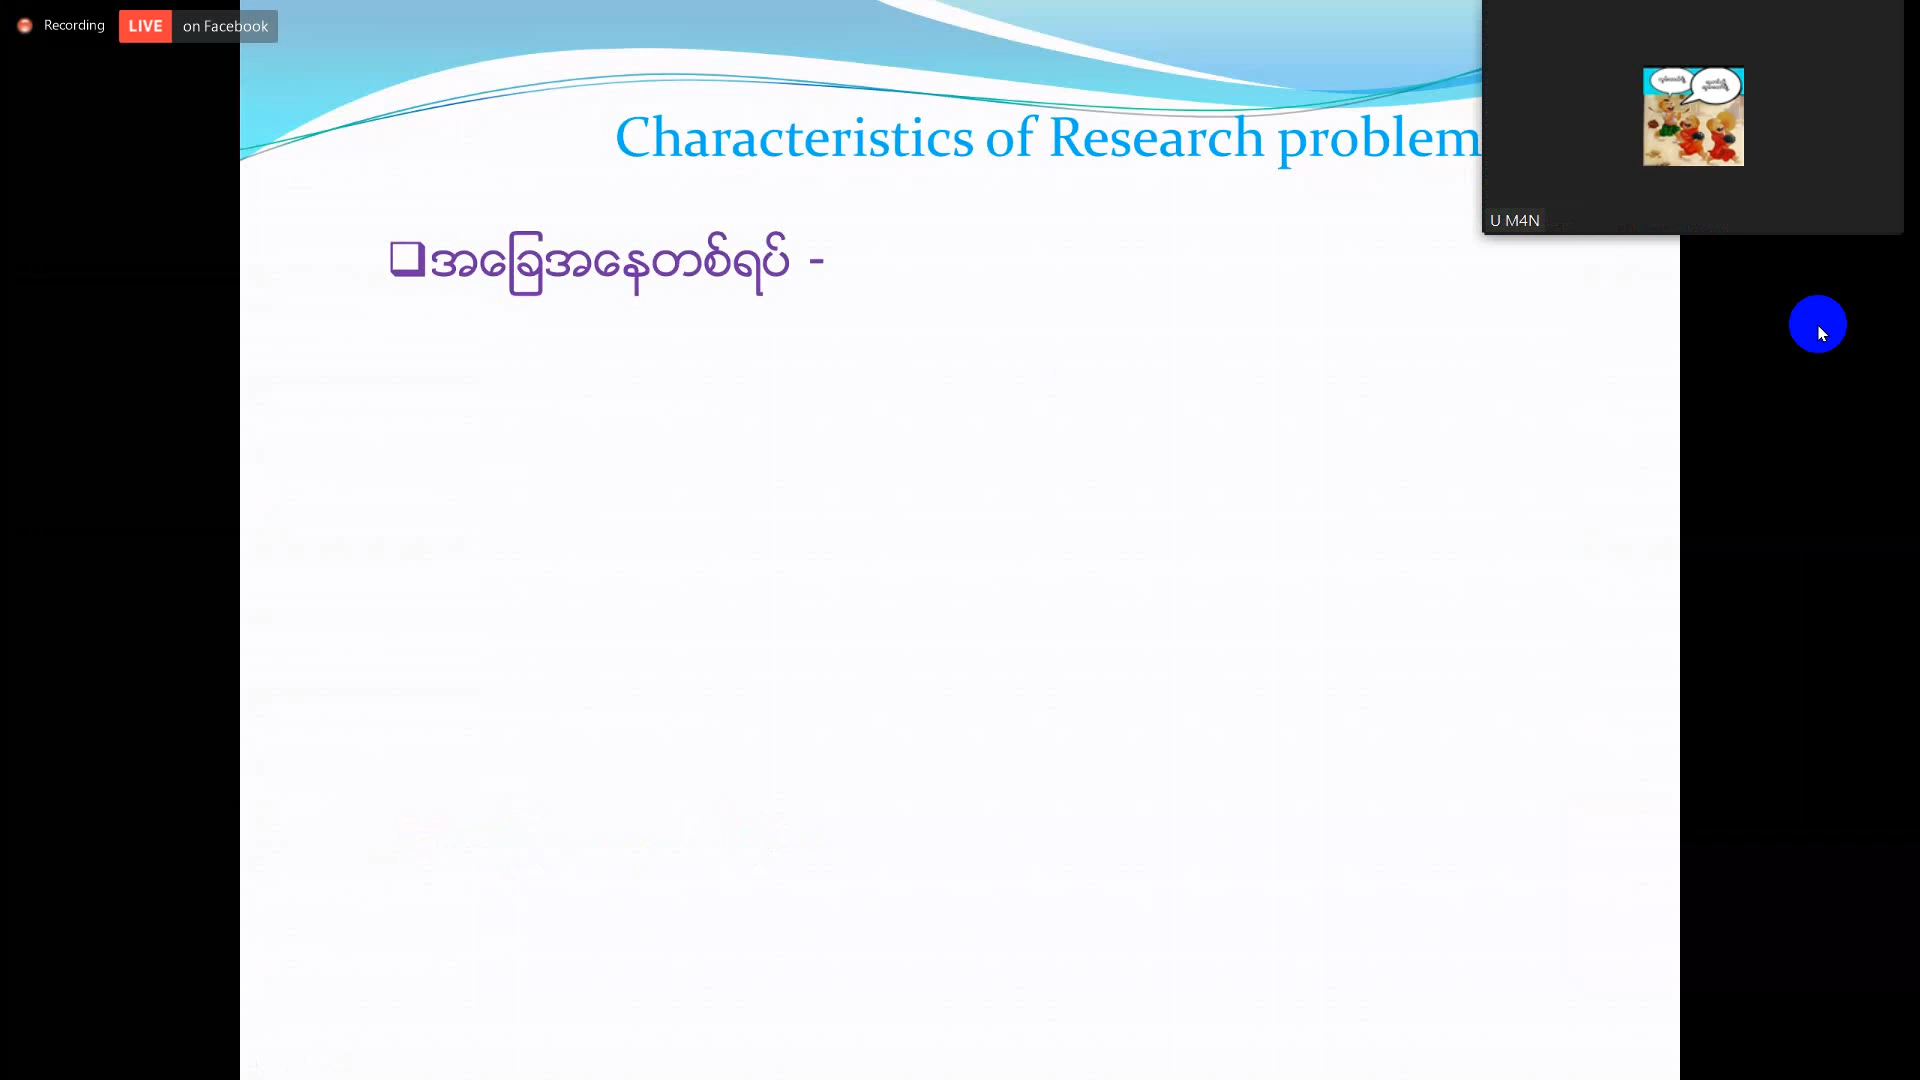 Recording LIVE on Facebook
Characteristics of Research problem
❑အခြေအနေတစ်ရပ် -
U M4N